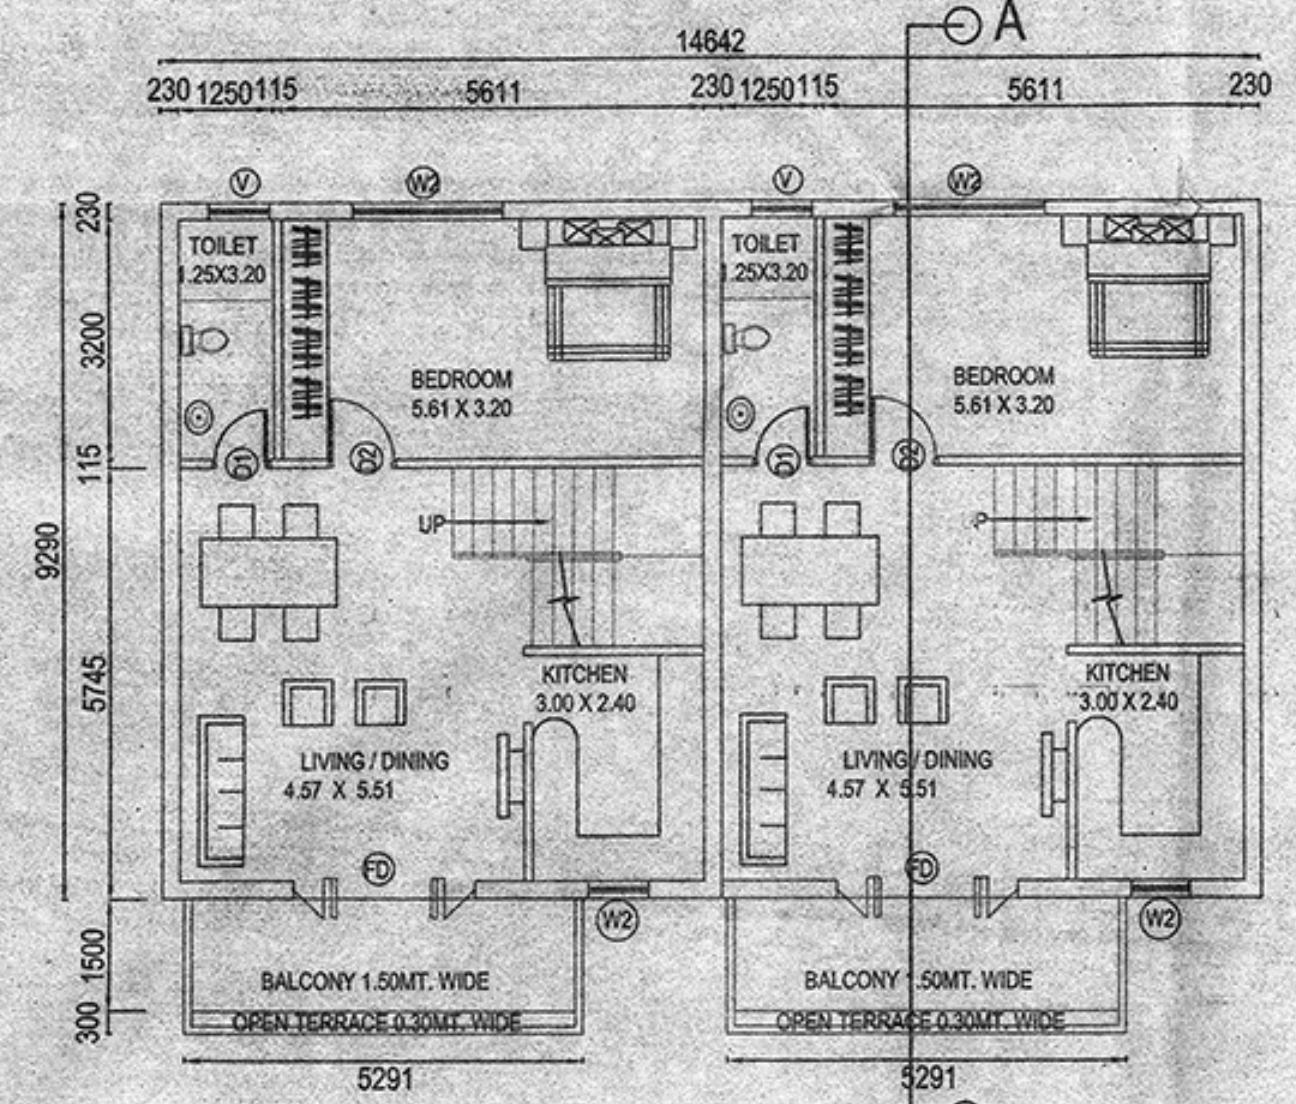 A
14642
230 1250 115 5611 230 1250 115 5611 230
V W2 V W2
230
TOILET TOILET
1.25X3.20 1.25X3.20
3200
BEDROOM BEDROOM
5.61 X 3.20 5.61 X 3.20
115
D1 D2 D1 D2
UP P
9290
5745
KITCHEN KITCHEN
3.00 X 2.40 3.00 X 2.40
LIVING / DINING LIVING / DINING
4.57 X 5.51 4.57 X 5.51
FD FD
W2 W2
1500
BALCONY 1.50MT. WIDE BALCONY 1.50MT. WIDE
300
OPEN TERRACE 0.30MT. WIDE OPEN TERRACE 0.30MT. WIDE
5291 5291